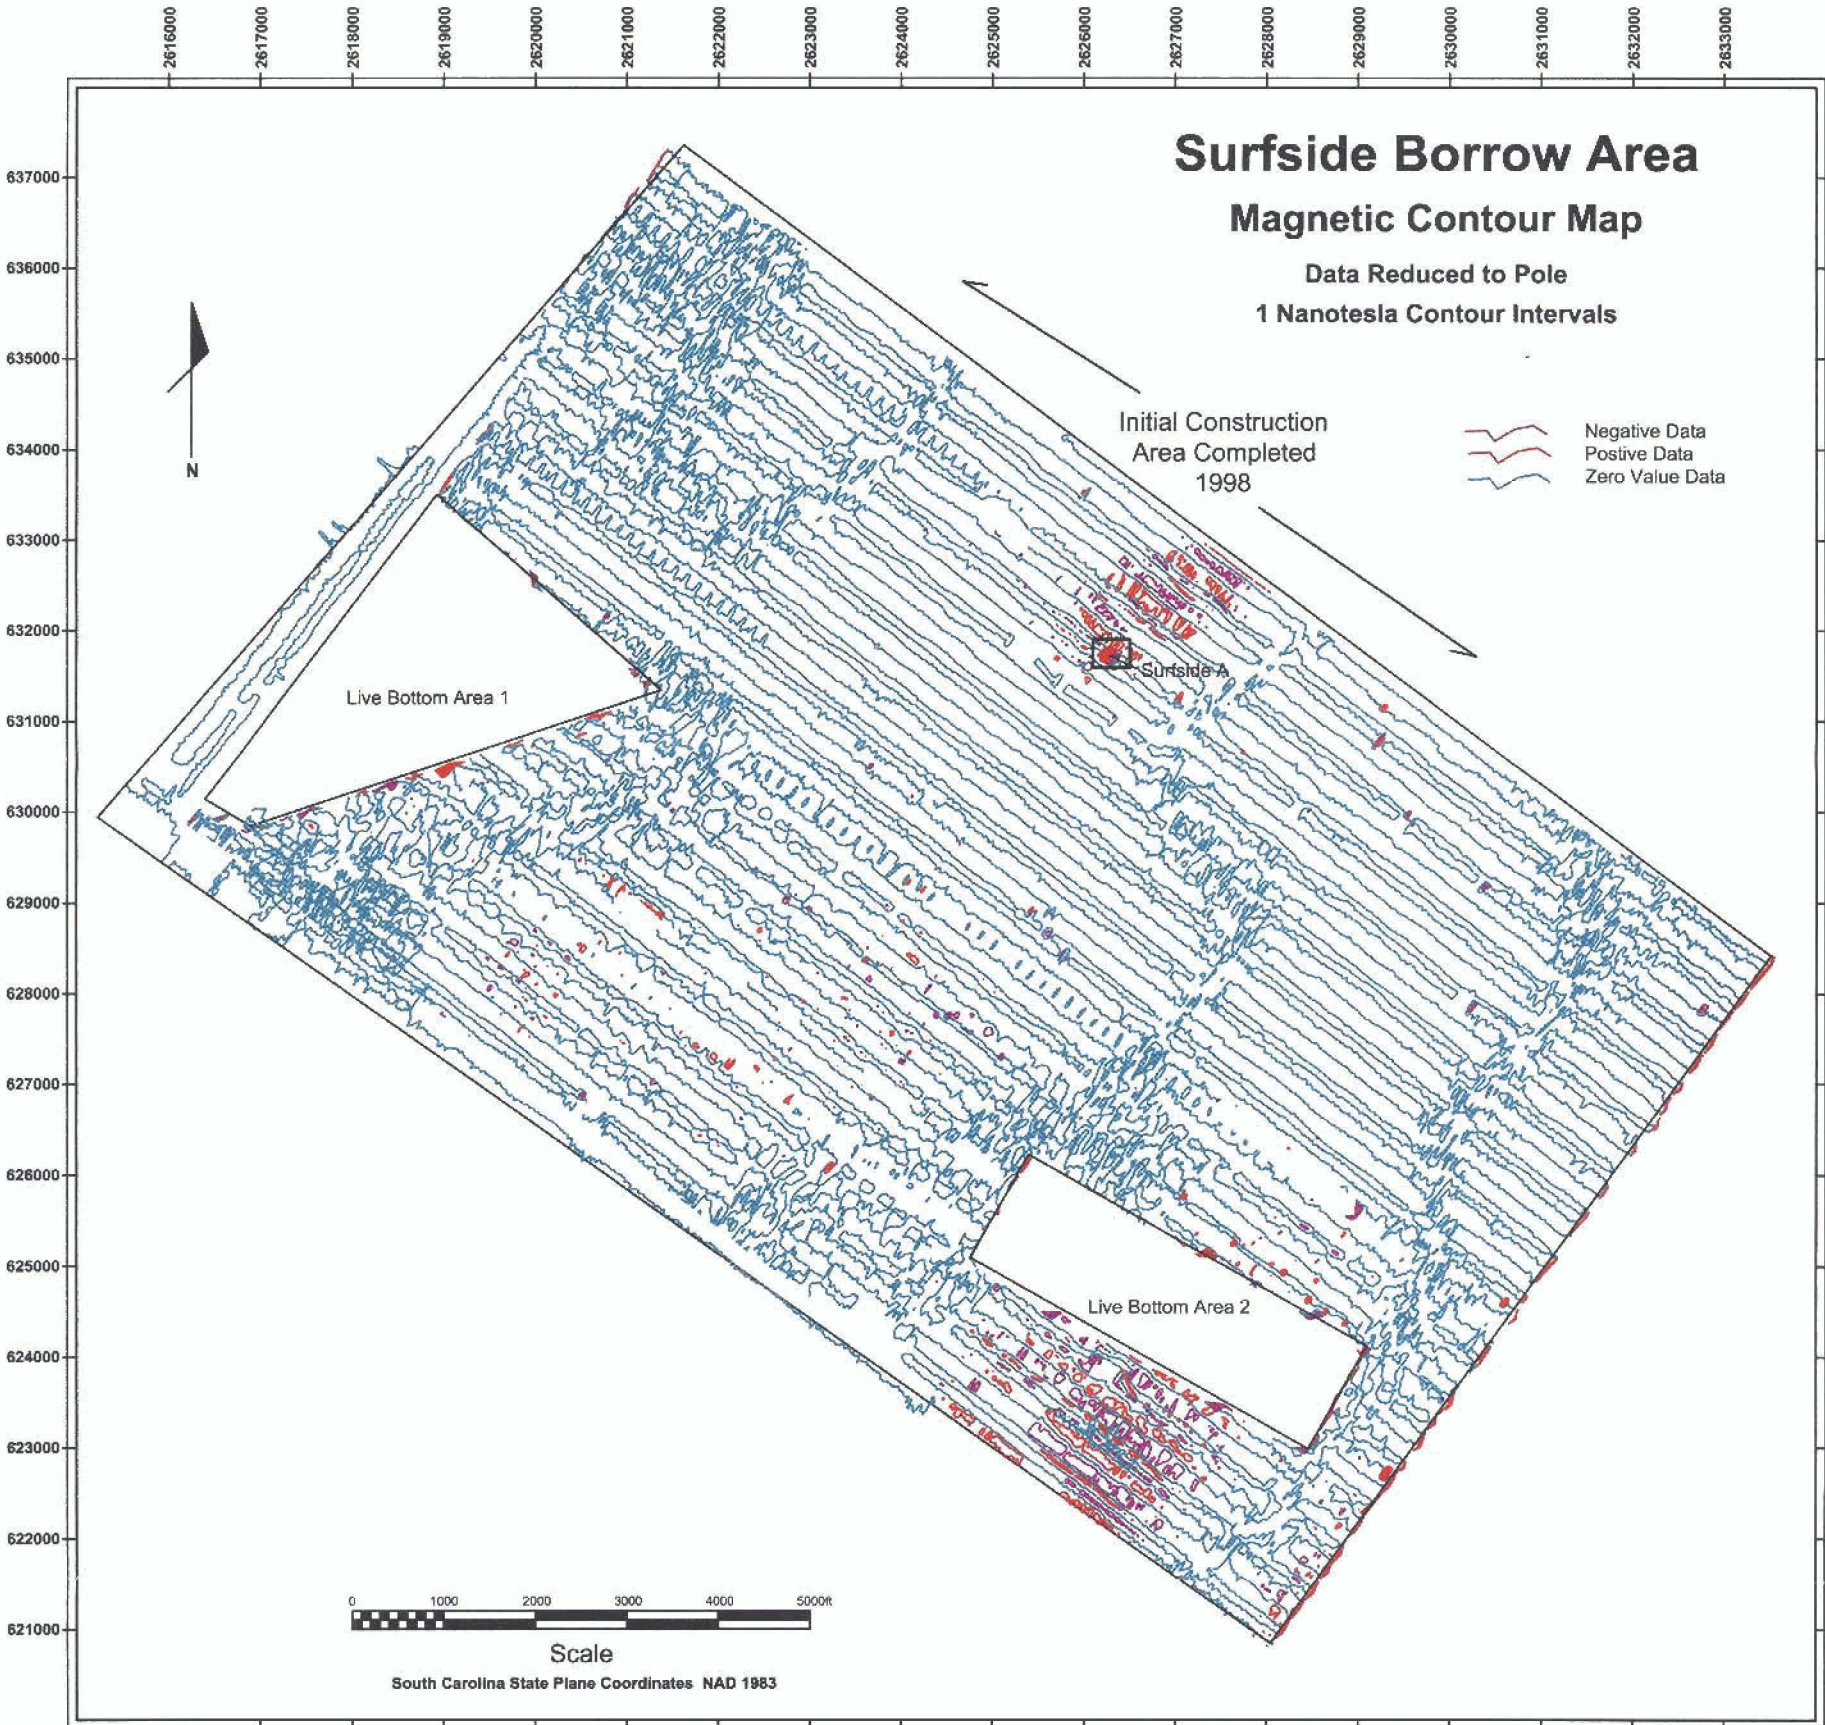 2616000
2617000
2618000
2619000
2620000
2621000
2622000
2623000
2624000
2625000
2626000
2627000
2628000
2629000
2630000
2631000
2632000
2633000
Surfside Borrow Area
Magnetic Contour Map
Data Reduced to Pole
1 Nanotesla Contour Intervals
637000
636000
635000
634000
633000
632000
631000
630000
629000
628000
627000
626000
625000
624000
623000
622000
621000
N
Initial Construction
Area Completed
1998
Negative Data
Postive Data
Zero Value Data
Surfside A
Live Bottom Area 1
Live Bottom Area 2
0 1000 2000 3000 4000 5000ft
Scale
South Carolina State Plane Coordinates NAD 1983